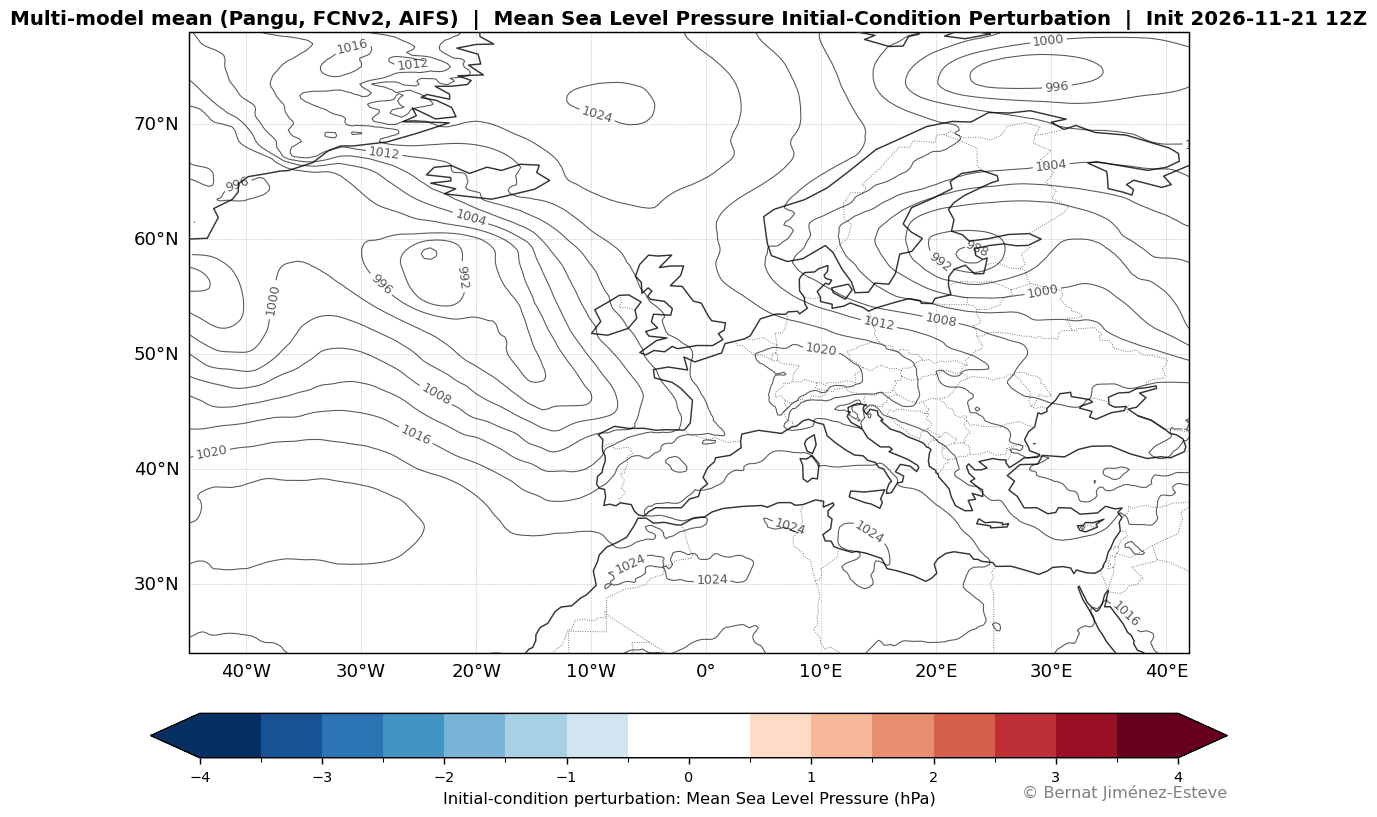 Multi-model mean (Pangu, FCNv2, AIFS) | Mean Sea Level Pressure Initial-Condition Perturbation | Init 2026-11-21 12Z
1016
1012
1000
996
1024
70°N
1012
1004
996
1004
60°N
988
992
992
996
1000
1000
1012
1008
1020
50°N
1008
1016
1020
40°N
1024
1024
1024
1024
30°N
1016
40°W 30°W 20°W 10°W 0° 10°E 20°E 30°E 40°E
−4 −3 −2 −1 0 1 2 3 4
Initial-condition perturbation: Mean Sea Level Pressure (hPa)
© Bernat Jiménez-Esteve